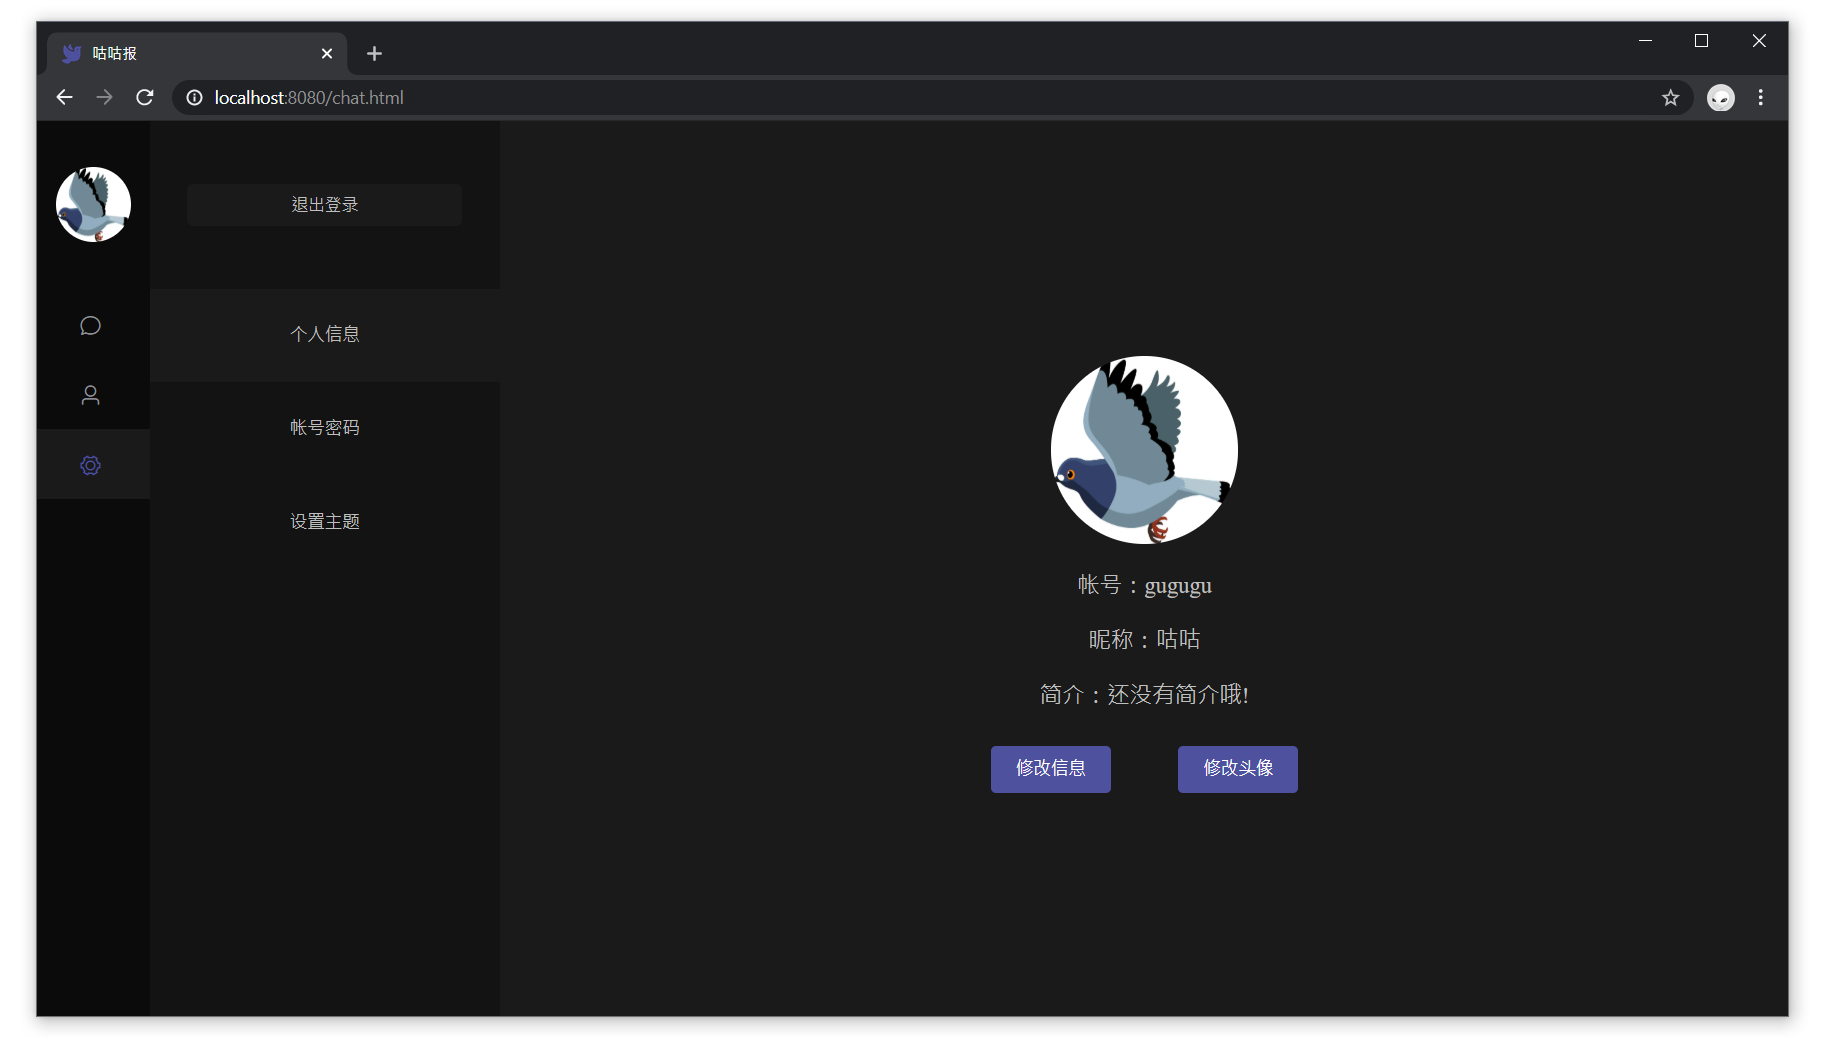 咕咕报
localhost:8080/chat.html
退出登录
个人信息
帐号密码
设置主题
帐号：gugugu
昵称：咕咕
简介：还没有简介哦!
修改信息
修改头像